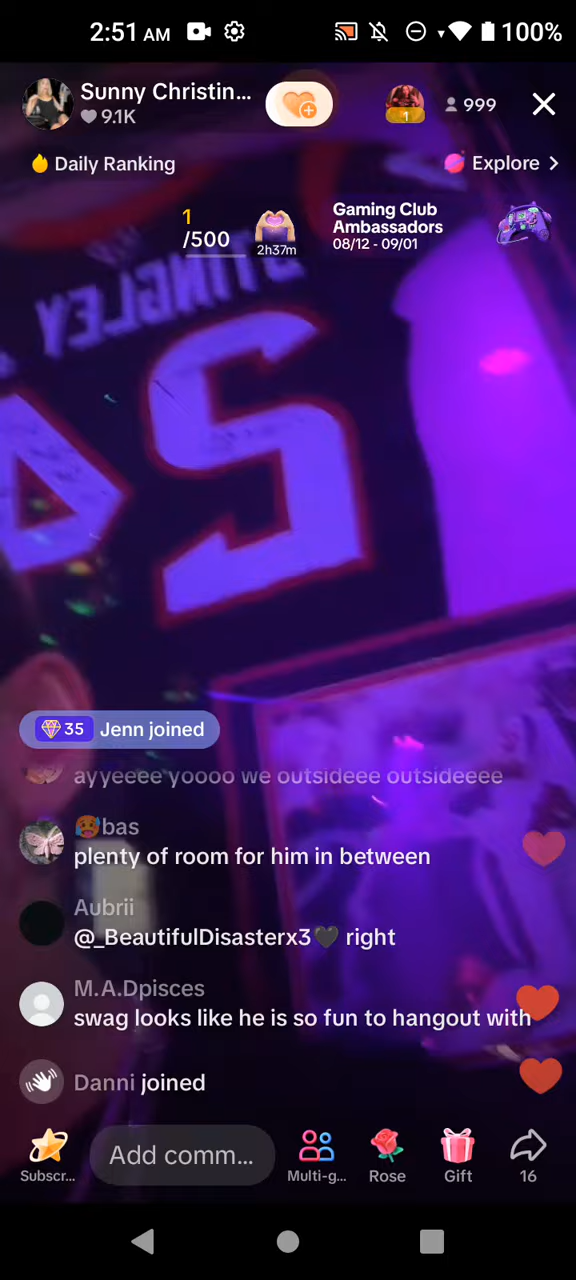 2:51 AM
100%
Sunny Christin...
9.1K
1
999
Daily Ranking
Explore
1
/500
2h37m
Gaming Club
Ambassadors
08/12 - 09/01
STINGLEY
2
35 Jenn joined
ayyeeee yoooo we outsideee outsideeee
🥵bas
plenty of room for him in between
Aubrii
@_BeautifulDisasterx3🖤 right
M.A.Dpisces
swag looks like he is so fun to hangout with
Danni joined
Subscr...
Add comm...
Multi-g...
Rose
Gift
16